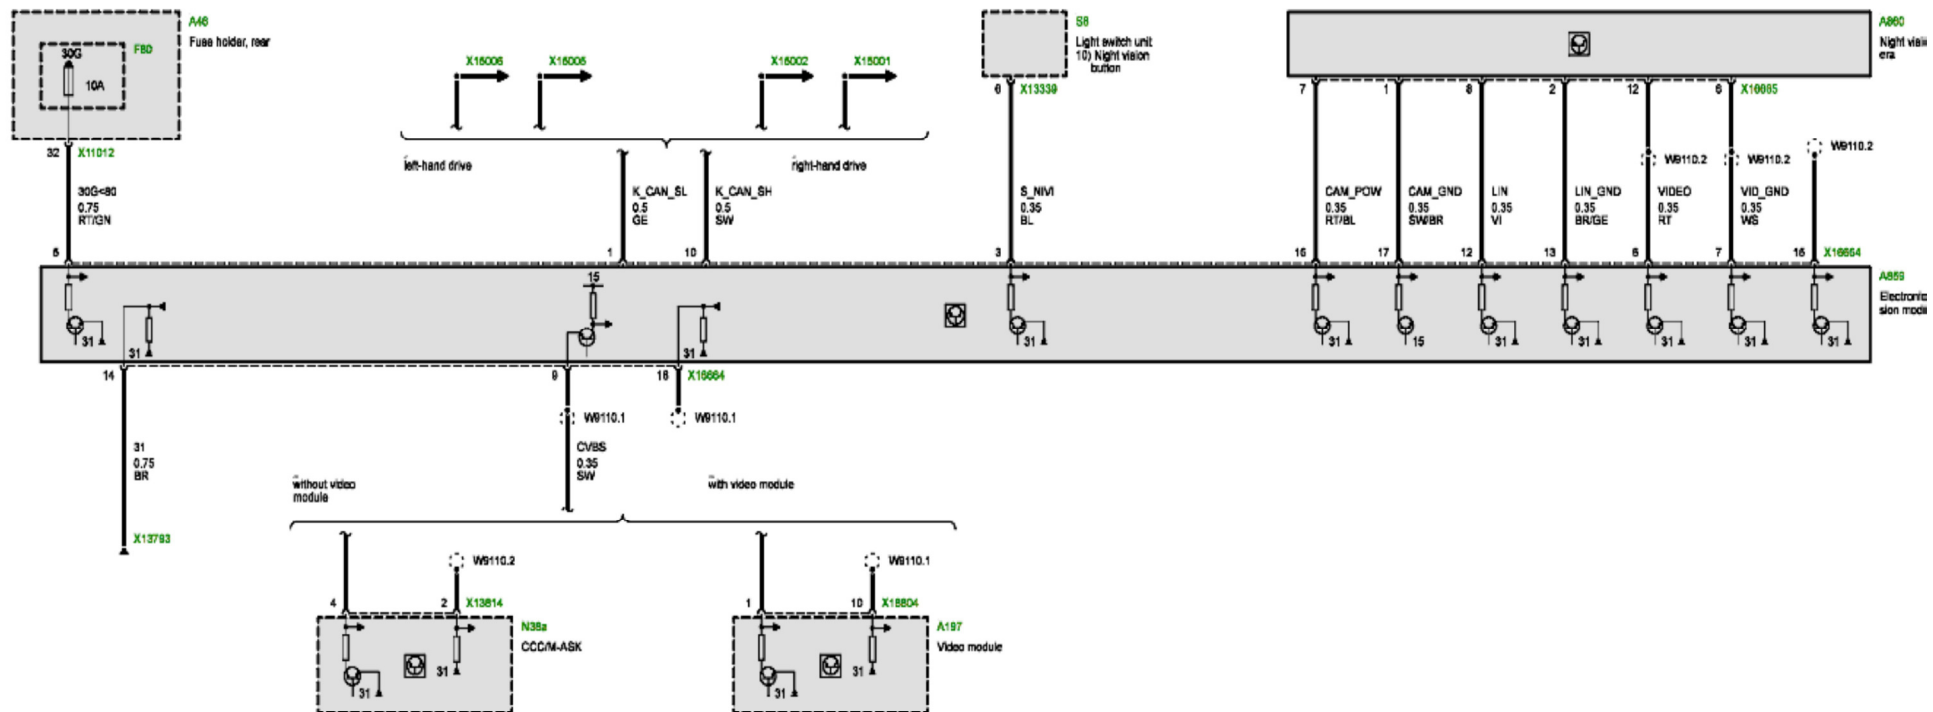 A46
Fuse holder, rear
F80
30G
10A
32 X11012
30G<80
0.75
RT/GN
X15006 X15005 X15002 X15001
left-hand drive
right-hand drive
K_CAN_SL
0.5
GE
K_CAN_SH
0.5
SW
S8
Light switch unit
10) Night vision
button
6 X13339
S_NIVI
0.35
BL
A860
Night visi
era
7 1 8 2 12 6 X16665
W9110.2 W9110.2 W9110.2
CAM_POW
0.35
RT/BL
CAM_GND
0.35
SW/BR
LIN
0.35
VI
LIN_GND
0.35
BR/GE
VIDEO
0.35
RT
VID_GND
0.35
WS
5 1 10 3 15 17 12 13 5 7 16 X16664
A859
Electronic
sion modu
15
31 31 31 31 31 15 31 31 31 31 31
14 9 18 X16664
W9110.1 W9110.1
31
0.75
BR
CVBS
0.35
SW
without video
module
with video module
X13793
W9110.2 W9110.1
4 2 X13814 1 10 X18804
N38a
CCC/M-ASK
31 31
A197
Video module
31 31